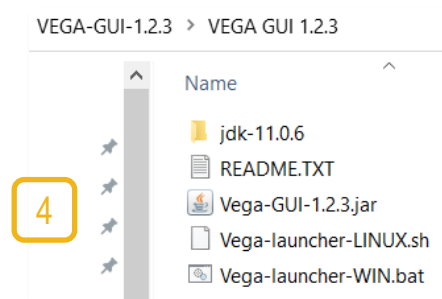 VEGA-GUI-1.2.3 > VEGA GUI 1.2.3
Name
jdk-11.0.6
README.TXT
4
Vega-GUI-1.2.3.jar
Vega-launcher-LINUX.sh
Vega-launcher-WIN.bat